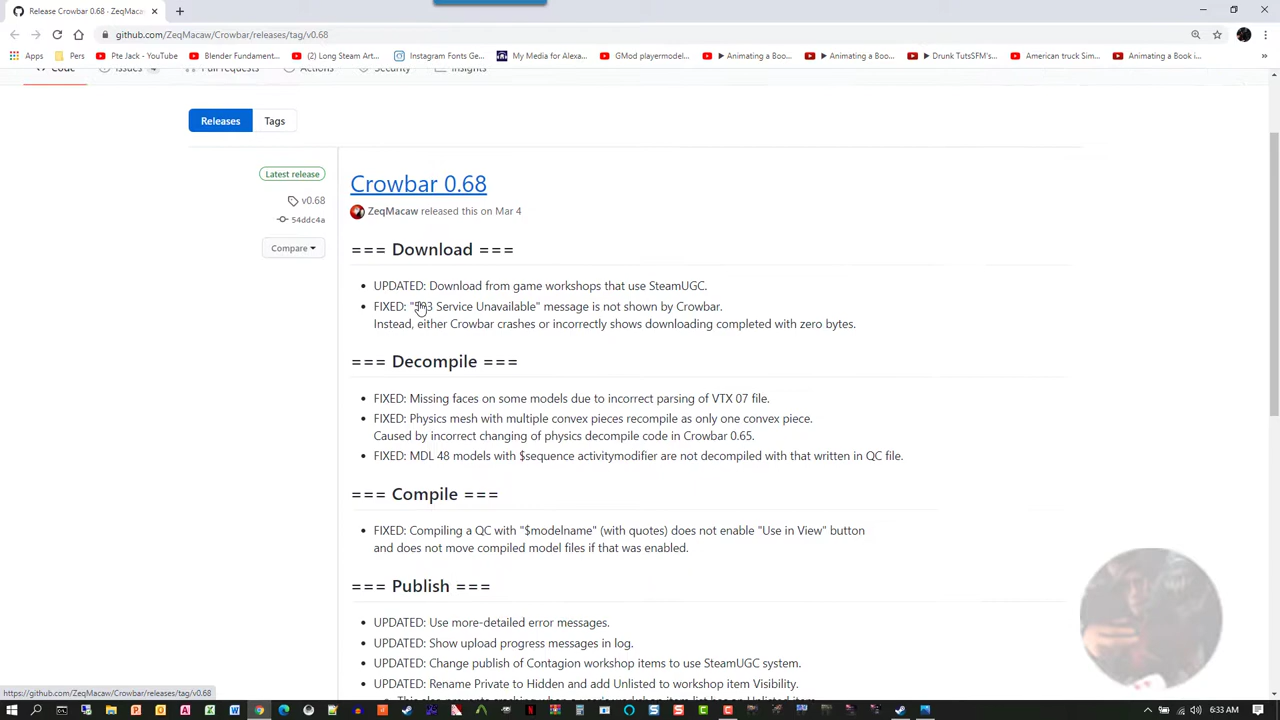 Release Crowbar 0.68 · ZeqMacaw
github.com/ZeqMacaw/Crowbar/releases/tag/v0.68
Apps
Pers
Pte Jack - YouTube
Blender Fundament...
(2) Long Steam Art...
Instagram Fonts Ge...
My Media for Alexa...
GMod playermodel...
Animating a Boo...
Animating a Boo...
Drunk TutsSFM's...
American truck Sim...
Animating a Book i...
Code
Issues
Pull requests
Actions
Security
Insights
Releases
Tags
Latest release
v0.68
54ddc4a
Compare
Crowbar 0.68
ZeqMacaw released this on Mar 4
=== Download ===
UPDATED: Download from game workshops that use SteamUGC.
FIXED: "503 Service Unavailable" message is not shown by Crowbar.
Instead, either Crowbar crashes or incorrectly shows downloading completed with zero bytes.
=== Decompile ===
FIXED: Missing faces on some models due to incorrect parsing of VTX 07 file.
FIXED: Physics mesh with multiple convex pieces recompile as only one convex piece.
Caused by incorrect changing of physics decompile code in Crowbar 0.65.
FIXED: MDL 48 models with $sequence activitymodifier are not decompiled with that written in QC file.
=== Compile ===
FIXED: Compiling a QC with "$modelname" (with quotes) does not enable "Use in View" button
and does not move compiled model files if that was enabled.
=== Publish ===
UPDATED: Use more-detailed error messages.
UPDATED: Show upload progress messages in log.
UPDATED: Change publish of Contagion workshop items to use SteamUGC system.
UPDATED: Rename Private to Hidden and add Unlisted to workshop item Visibility.
https://github.com/ZeqMacaw/Crowbar/releases/tag/v0.68
6:33 AM